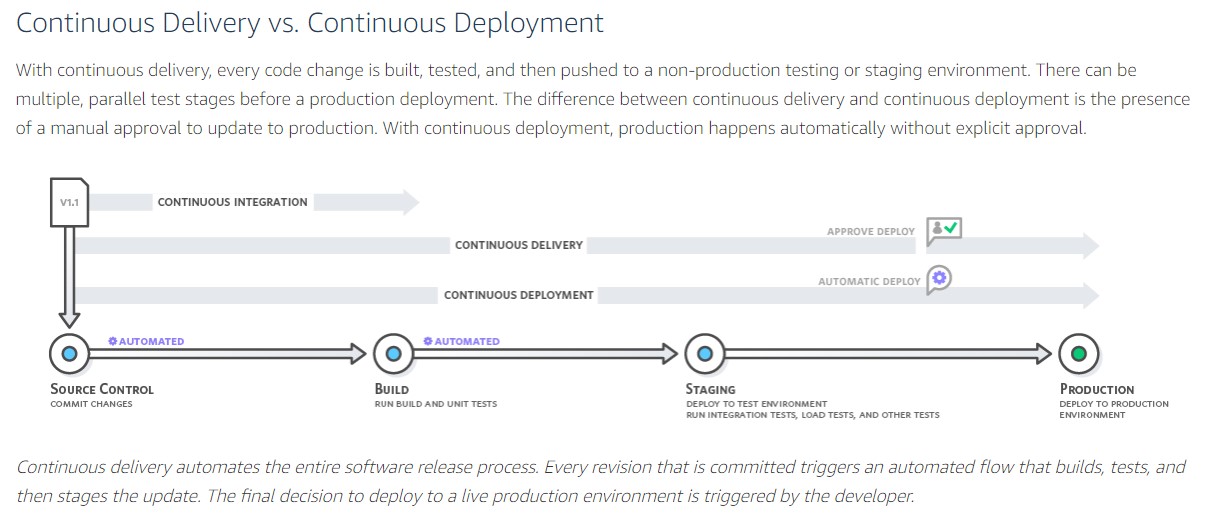 Continuous Delivery vs. Continuous Deployment
With continuous delivery, every code change is built, tested, and then pushed to a non-production testing or staging environment. There can be
multiple, parallel test stages before a production deployment. The difference between continuous delivery and continuous deployment is the presence
of a manual approval to update to production. With continuous deployment, production happens automatically without explicit approval.
V1.1
CONTINUOUS INTEGRATION
APPROVE DEPLOY
CONTINUOUS DELIVERY
AUTOMATIC DEPLOY
CONTINUOUS DEPLOYMENT
AUTOMATED
AUTOMATED
SOURCE CONTROL
COMMIT CHANGES
BUILD
RUN BUILD AND UNIT TESTS
STAGING
DEPLOY TO TEST ENVIRONMENT
RUN INTEGRATION TESTS, LOAD TESTS, AND OTHER TESTS
PRODUCTION
DEPLOY TO PRODUCTION
ENVIRONMENT
Continuous delivery automates the entire software release process. Every revision that is committed triggers an automated flow that builds, tests, and
then stages the update. The final decision to deploy to a live production environment is triggered by the developer.